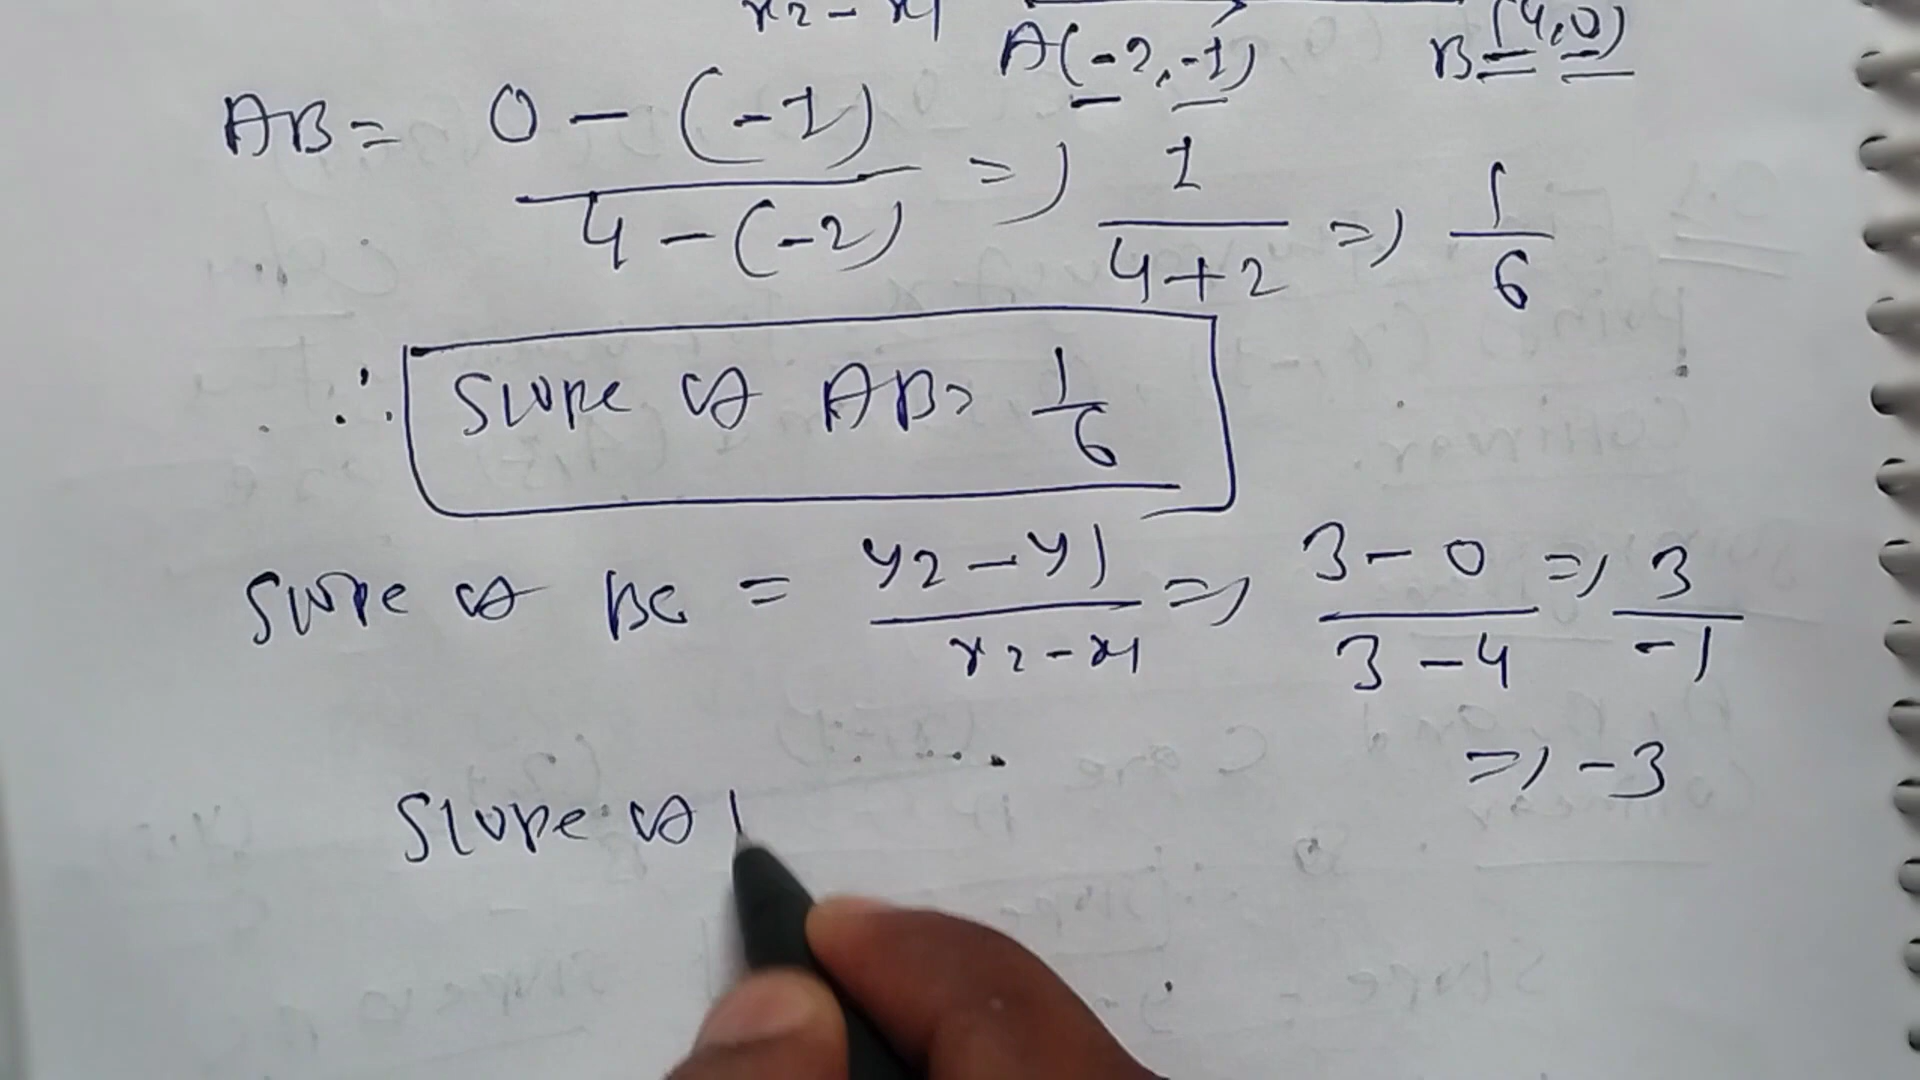 x2 - x1
A(-2,-1) B(4,0)
AB = 0 - (-1) / 4 - (-2) => 1 / 4+2 => 1/6
∴ Slope of AB = 1/6
Slope of BC = y2 - y1 / x2 - x1 => 3 - 0 / 3 - 4 => 3 / -1
=> -3
Slope of